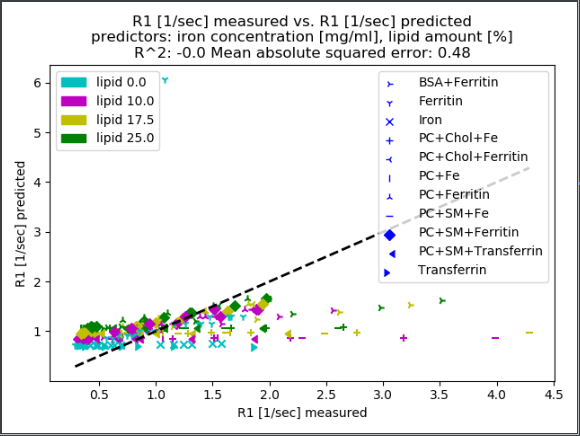 R1 [1/sec] measured vs. R1 [1/sec] predicted
predictors: iron concentration [mg/ml], lipid amount [%]
R^2: -0.0 Mean absolute squared error: 0.48
R1 [1/sec] predicted
6
5
4
3
2
1
lipid 0.0
lipid 10.0
lipid 17.5
lipid 25.0
BSA+Ferritin
Ferritin
Iron
PC+Chol+Fe
PC+Chol+Ferritin
PC+Fe
PC+Ferritin
PC+SM+Fe
PC+SM+Ferritin
PC+SM+Transferrin
Transferrin
0.5 1.0 1.5 2.0 2.5 3.0 3.5 4.0 4.5
R1 [1/sec] measured